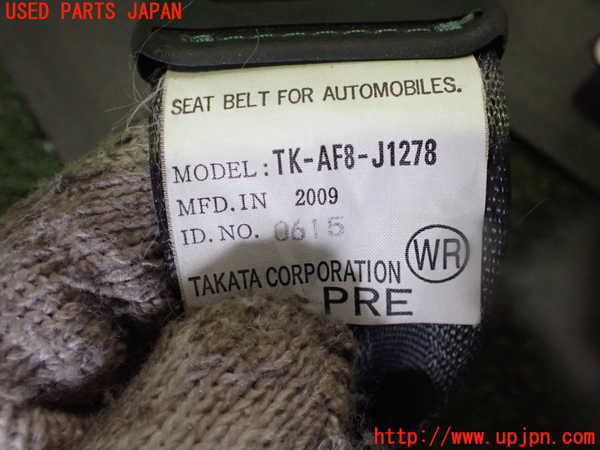 USED PARTS JAPAN
SEAT BELT FOR AUTOMOBILES.
MODEL: TK-AF8-J1278
MFD. IN 2009
ID. NO. 0615
TAKATA CORPORATION WR
PRE
http://www.upjpn.com/